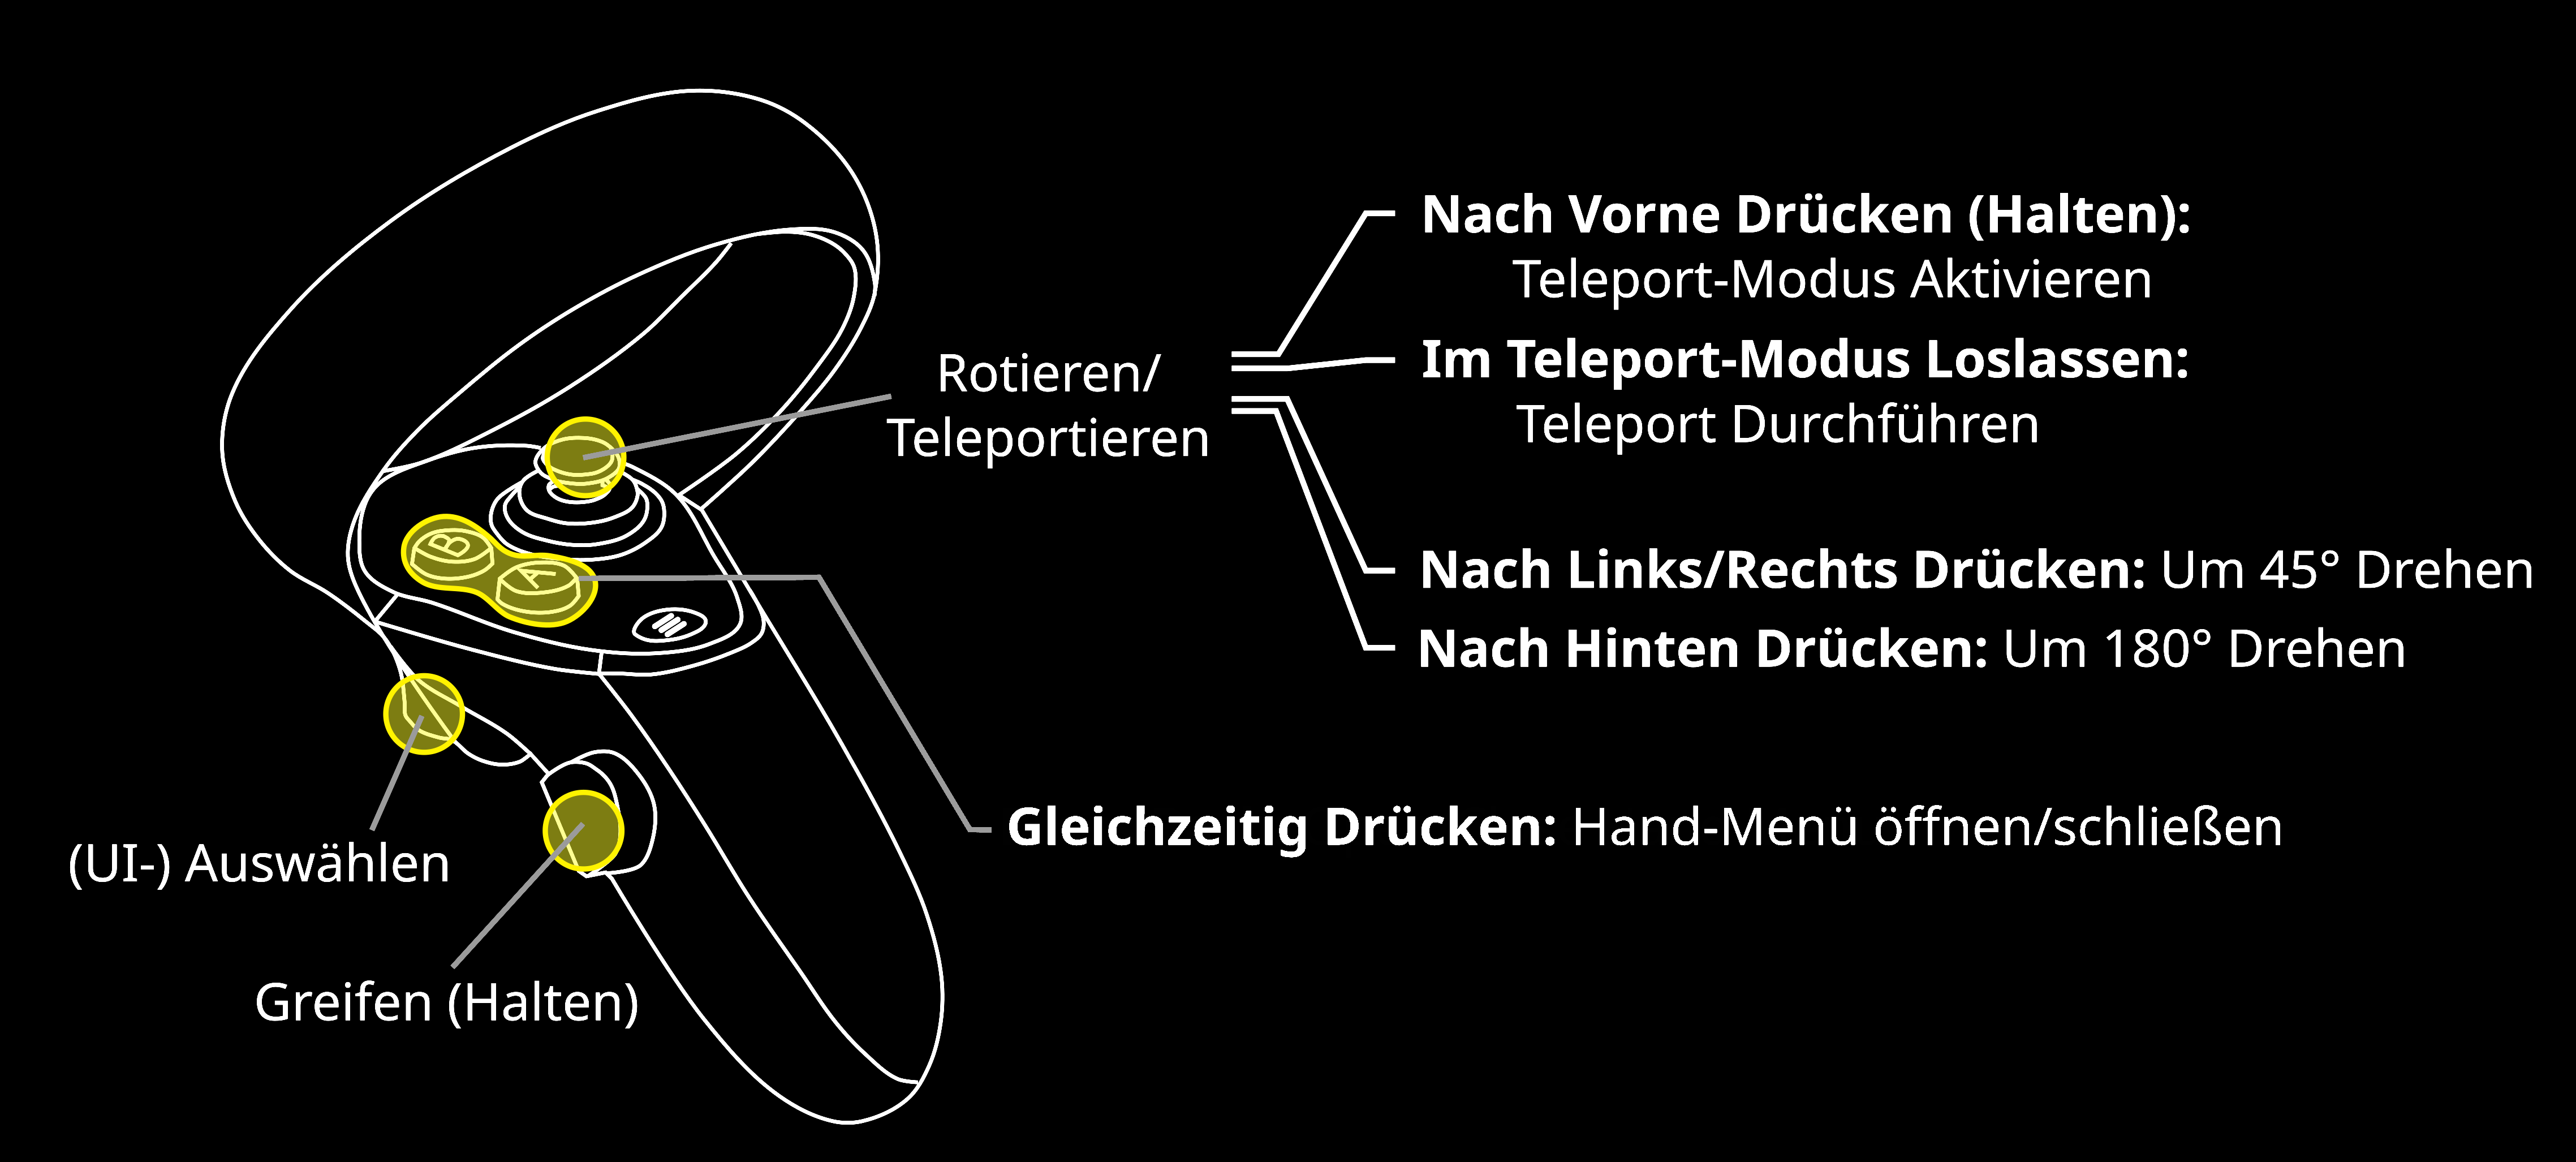 Nach Vorne Drücken (Halten):
Teleport-Modus Aktivieren
Im Teleport-Modus Loslassen:
Teleport Durchführen
Rotieren/
Teleportieren
Nach Links/Rechts Drücken: Um 45° Drehen
Nach Hinten Drücken: Um 180° Drehen
B
A
Gleichzeitig Drücken: Hand-Menü öffnen/schließen
(UI-) Auswählen
Greifen (Halten)